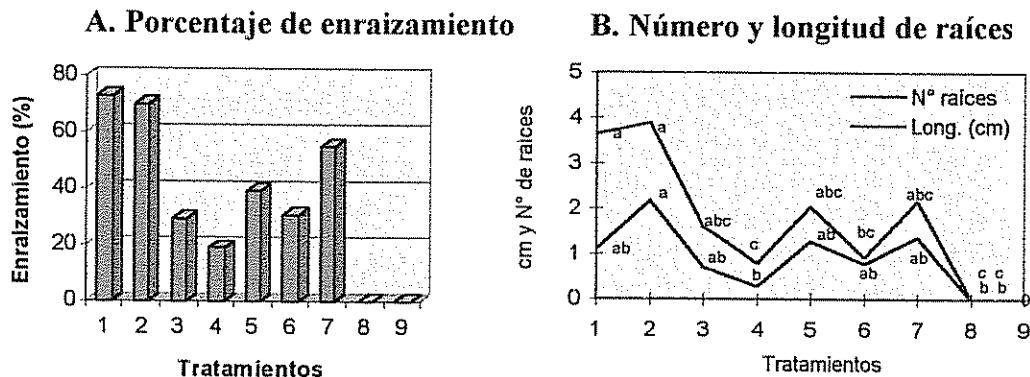 A. Porcentaje de enraizamiento
80
60
40
20
0
Enraizamiento (%)
1 2 3 4 5 6 7 8 9
Tratamientos
B. Número y longitud de raíces
5
4
3
2
1
0
cm y N° de raices
N° raíces
Long. (cm)
a a
a
abc abc abc
ab ab ab
c bc
b ab ab
c c
b b
1 2 3 4 5 6 7 8 9
Tratamientos